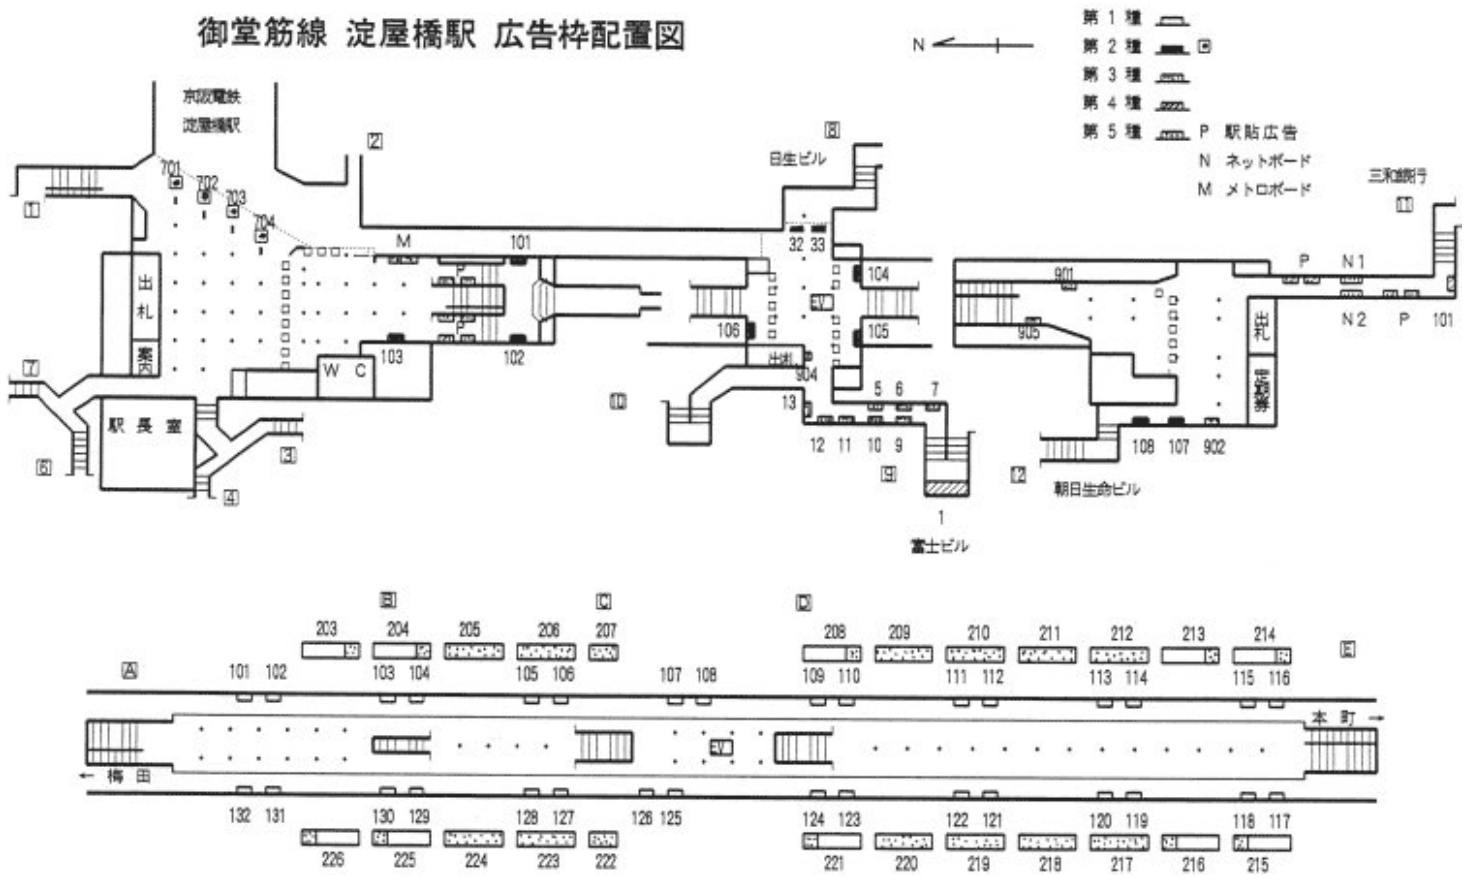 御堂筋線 淀屋橋駅 広告枠配置図
N
第1種
第2種
第3種
第4種
第5種
P 駅貼広告
N ネットボード
M メトロボード
京阪電鉄
淀屋橋駅
2
8
日生ビル
三和銀行
11
1
701
702
703
704
M
101
32 33
104
901
P N1
P
出札
EV
106
105
905
N2 P 101
出札
103
P
102
出札
904
案内
W C
定期券
7
10
13
5 6 7
12 11 10 9
駅長室
3
6
4
9
12
108 107 902
朝日生命ビル
1
富士ビル
B C D
203 204 205 206 207 208 209 210 211 212 213 214
A
E
101 102 103 104 105 106 107 108 109 110 111 112 113 114 115 116
本町 →
EV
← 梅田
132 131 130 129 128 127 126 125 124 123 122 121 120 119 118 117
226 225 224 223 222 221 220 219 218 217 216 215